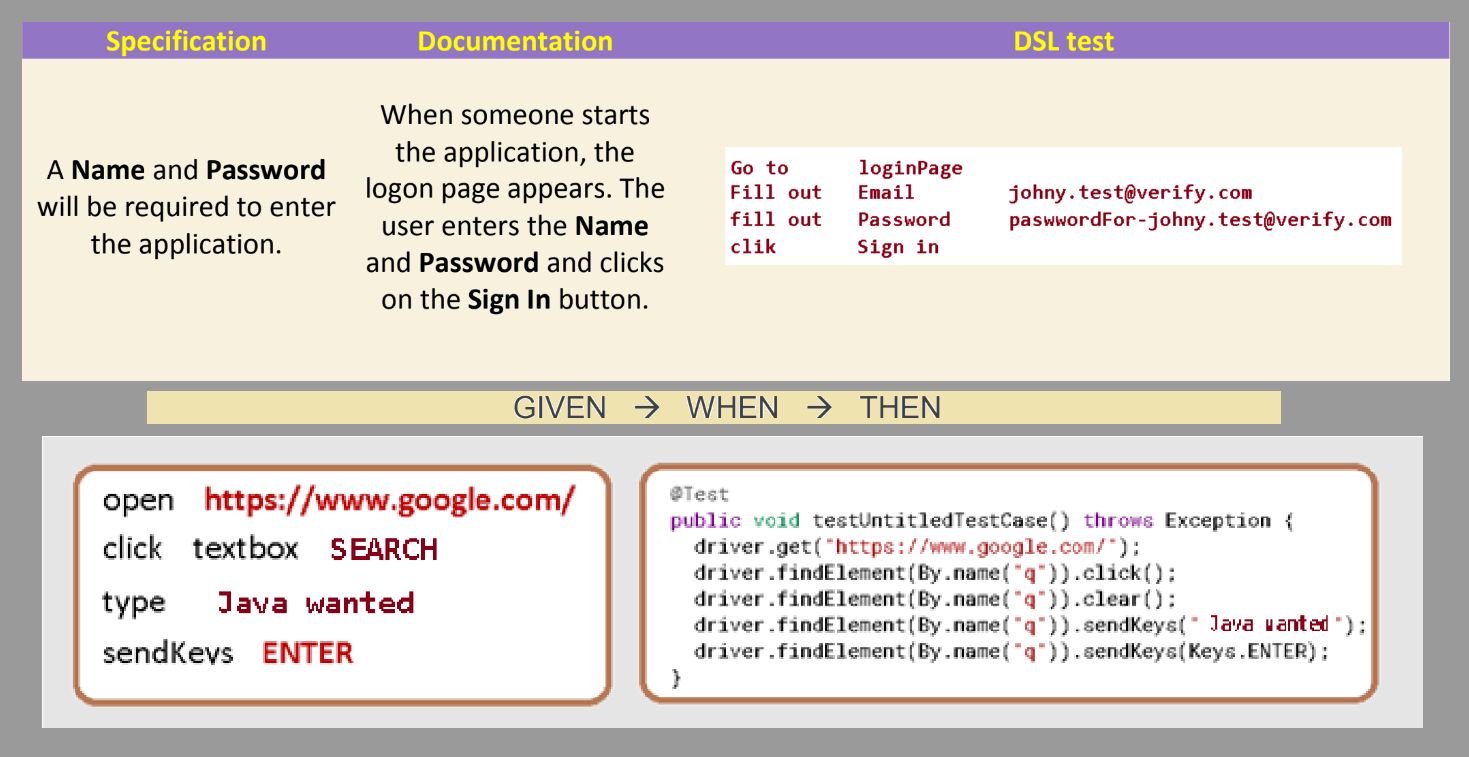 Specification Documentation DSL test
A Name and Password
will be required to enter
the application.
When someone starts
the application, the
logon page appears. The
user enters the Name
and Password and clicks
on the Sign In button.
Go to loginPage
Fill out Email johny.test@verify.com
fill out Password paswwordFor-johny.test@verify.com
clik Sign in
GIVEN → WHEN → THEN
open https://www.google.com/
click textbox SEARCH
type Java wanted
sendKeys ENTER
@Test
public void testUntitledTestCase() throws Exception {
driver.get("https://www.google.com/");
driver.findElement(By.name("q")).click();
driver.findElement(By.name("q")).clear();
driver.findElement(By.name("q")).sendKeys(" Java wanted");
driver.findElement(By.name("q")).sendKeys(Keys.ENTER);
}